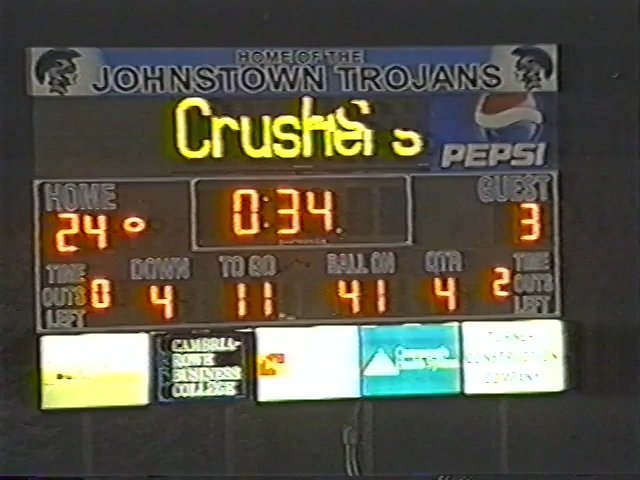 HOME OF THE
JOHNSTOWN TROJANS
Crushers
PEPSI
HOME GUEST
24 0:34 3
TIME OUTS LEFT 0 DOWN 4 TO GO 11 BALL ON 41 QTR 4 2 TIME OUTS LEFT
CAMBRIA-
ROWE
BUSINESS
COLLEGE
TURNER
CONSTRUCTION
COMPANY